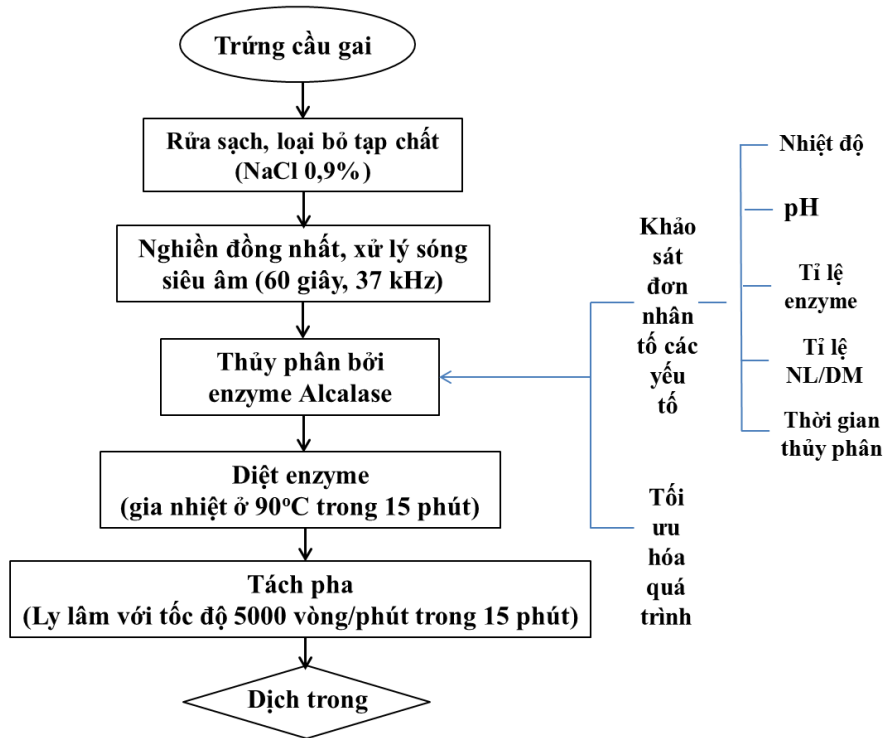 Trứng cầu gai
Rửa sạch, loại bỏ tạp chất
(NaCl 0,9%)
Nghiền đồng nhất, xử lý sóng
siêu âm (60 giây, 37 kHz)
Thủy phân bởi
enzyme Alcalase
Diệt enzyme
(gia nhiệt ở 90ºC trong 15 phút)
Tách pha
(Ly lâm với tốc độ 5000 vòng/phút trong 15 phút)
Dịch trong
Khảo
sát
đơn
nhân
tố các
yếu
tố
Tối
ưu
hóa
quá
trình
Nhiệt độ
pH
Tỉ lệ
enzyme
Tỉ lệ
NL/DM
Thời gian
thủy phân